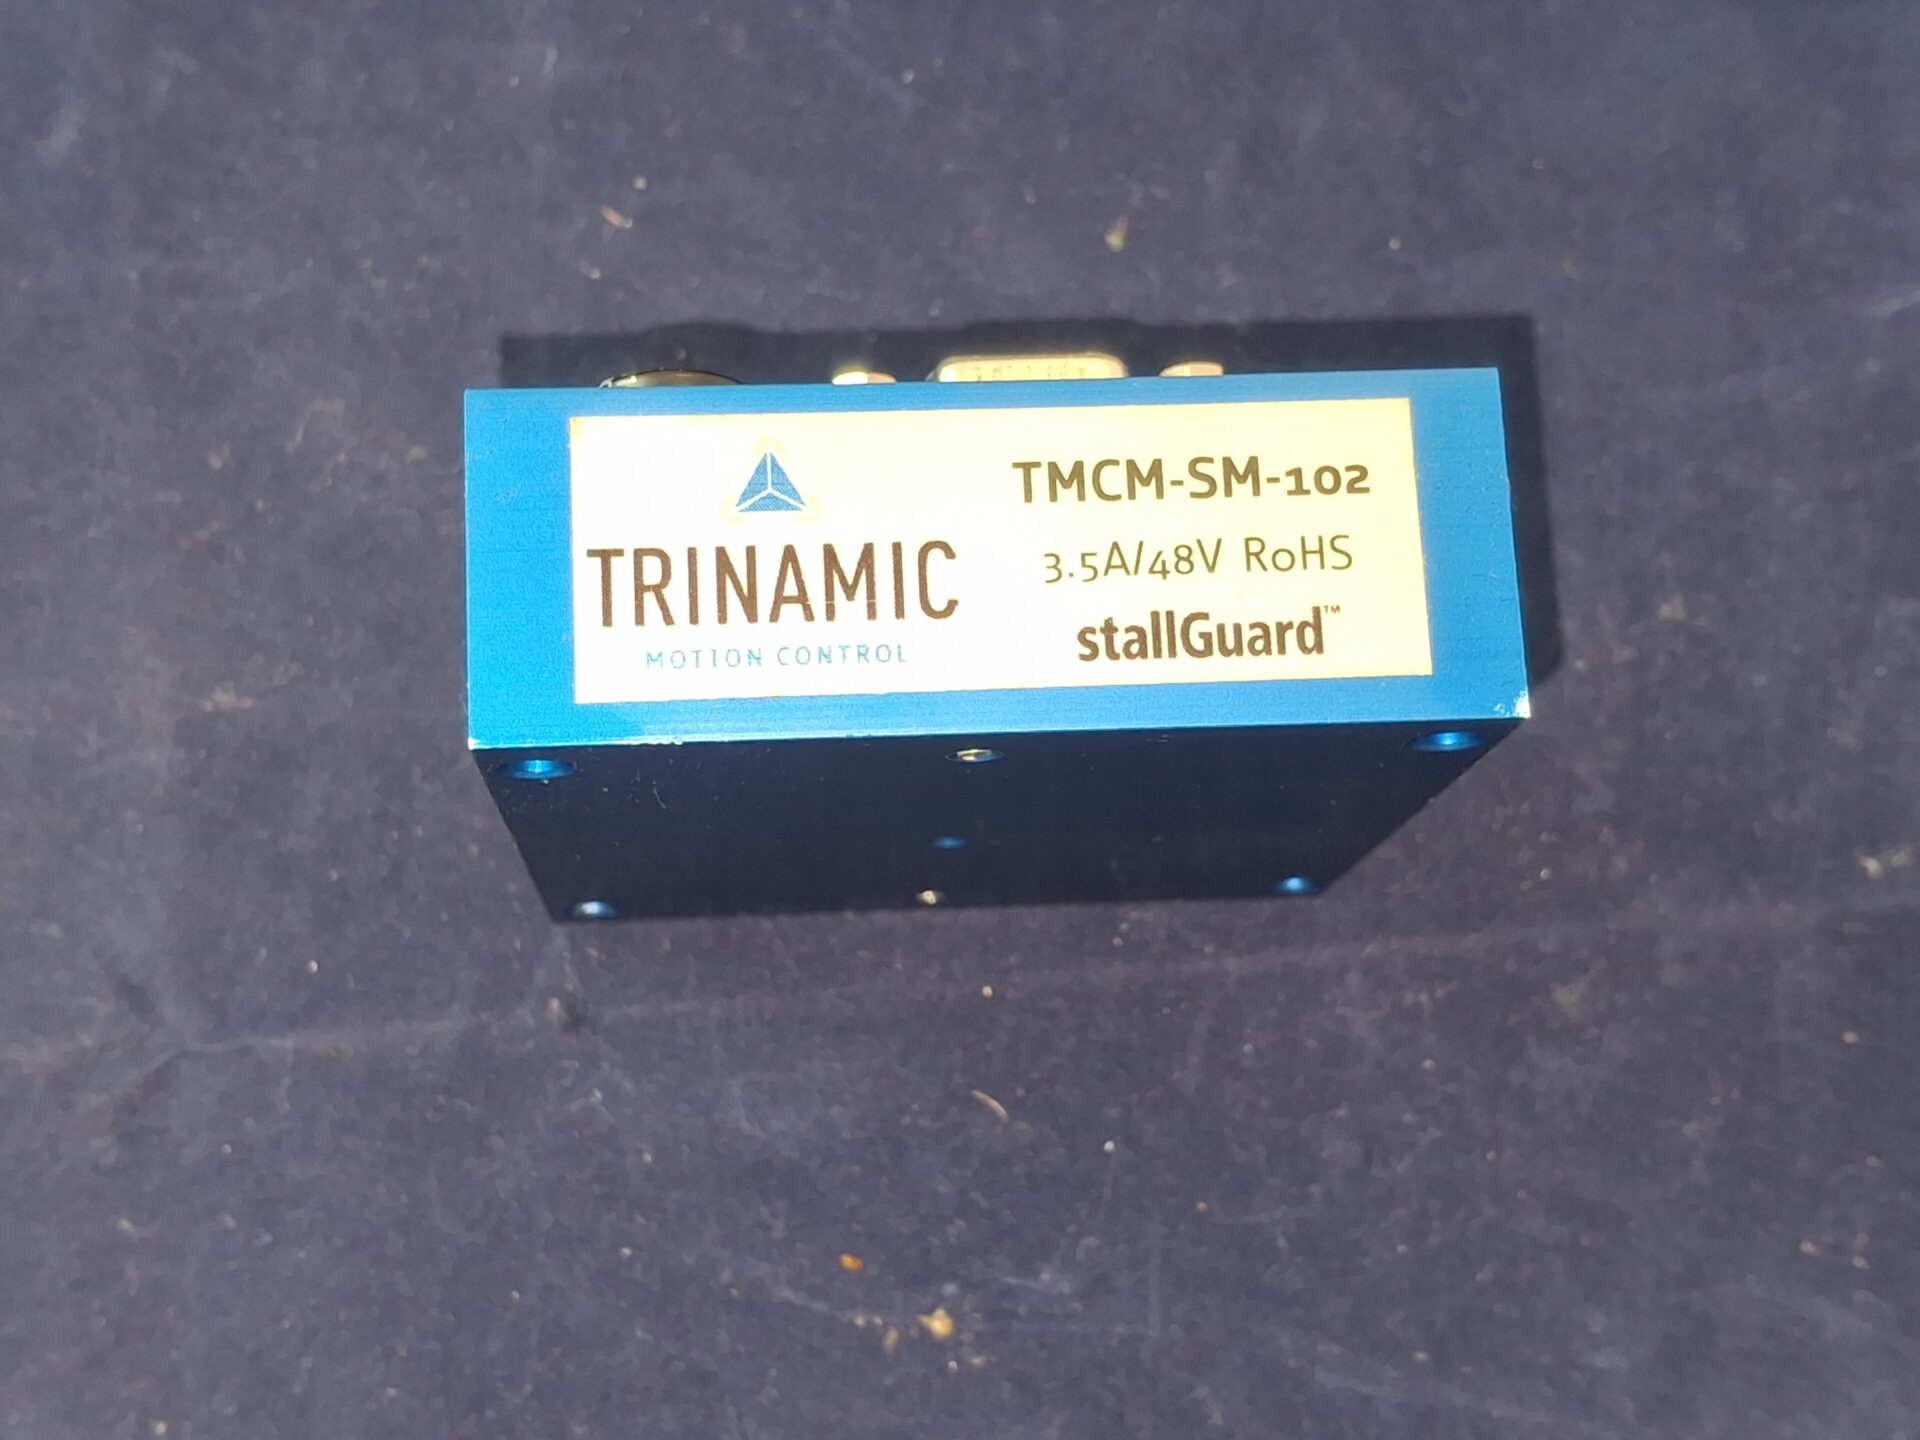 TRINAMIC
MOTION CONTROL
TMCM-SM-102
3.5A/48V RoHS
stallGuard™